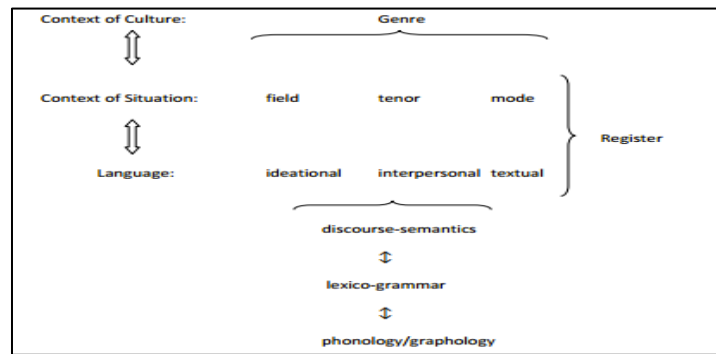 Context of Culture: Genre
Context of Situation: field tenor mode
Register
Language: ideational interpersonal textual
discourse-semantics
lexico-grammar
phonology/graphology